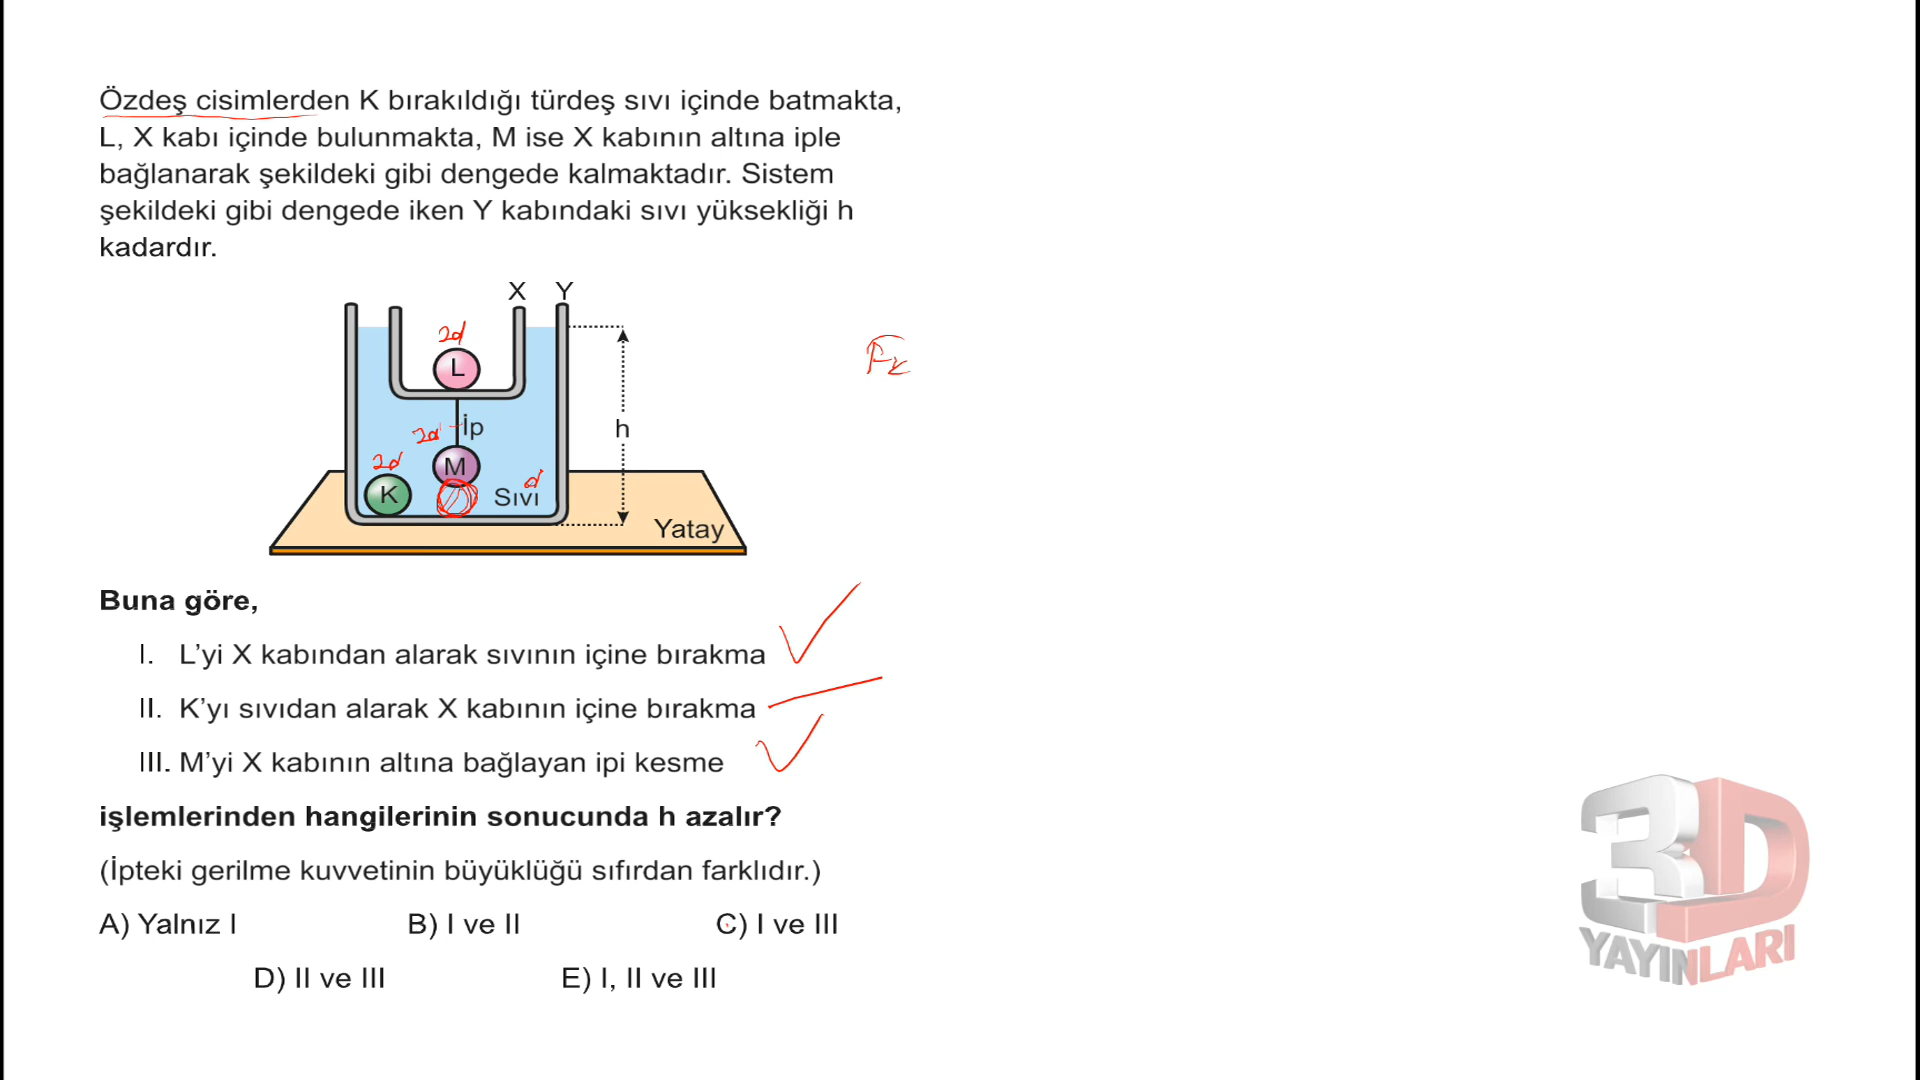 Özdeş cisimlerden K bırakıldığı türdeş sıvı içinde batmakta,
L, X kabı içinde bulunmakta, M ise X kabının altına iple
bağlanarak şekildeki gibi dengede kalmaktadır. Sistem
şekildeki gibi dengede iken Y kabındaki sıvı yüksekliği h
kadardır.
X Y
2d
L
İp
2d
h
2d
M
K
Sıvı
d
Yatay
Buna göre,
I. L’yi X kabından alarak sıvının içine bırakma
II. K’yı sıvıdan alarak X kabının içine bırakma
III. M’yi X kabının altına bağlayan ipi kesme
işlemlerinden hangilerinin sonucunda h azalır?
(İpteki gerilme kuvvetinin büyüklüğü sıfırdan farklıdır.)
A) Yalnız I B) I ve II C) I ve III
D) II ve III E) I, II ve III
3D
YAYINLARI